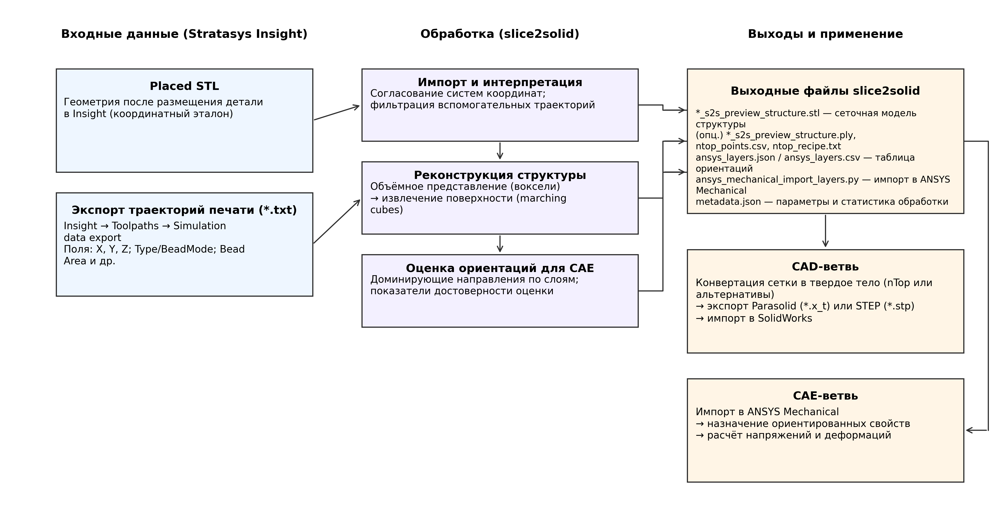 Входные данные (Stratasys Insight)
Placed STL
Геометрия после размещения детали
в Insight (координатный эталон)
Экспорт траекторий печати (*.txt)
Insight → Toolpaths → Simulation
data export
Поля: X, Y, Z; Type/BeadMode; Bead
Area и др.
Обработка (slice2solid)
Импорт и интерпретация
Согласование систем координат;
фильтрация вспомогательных траекторий
Реконструкция структуры
Объёмное представление (воксели)
→ извлечение поверхности (marching
cubes)
Оценка ориентаций для CAE
Доминирующие направления по слоям;
показатели достоверности оценки
Выходы и применение
Выходные файлы slice2solid
*_s2s_preview_structure.stl — сеточная модель
структуры
(опц.) *_s2s_preview_structure.ply,
ntop_points.csv, ntop_recipe.txt
ansys_layers.json / ansys_layers.csv — таблица
ориентаций
ansys_mechanical_import_layers.py — импорт в ANSYS
Mechanical
metadata.json — параметры и статистика обработки
CAD-ветвь
Конвертация сетки в твердое тело (nTop или
альтернативы)
→ экспорт Parasolid (*.x_t) или STEP (*.stp)
→ импорт в SolidWorks
CAE-ветвь
Импорт в ANSYS Mechanical
→ назначение ориентированных свойств
→ расчёт напряжений и деформаций